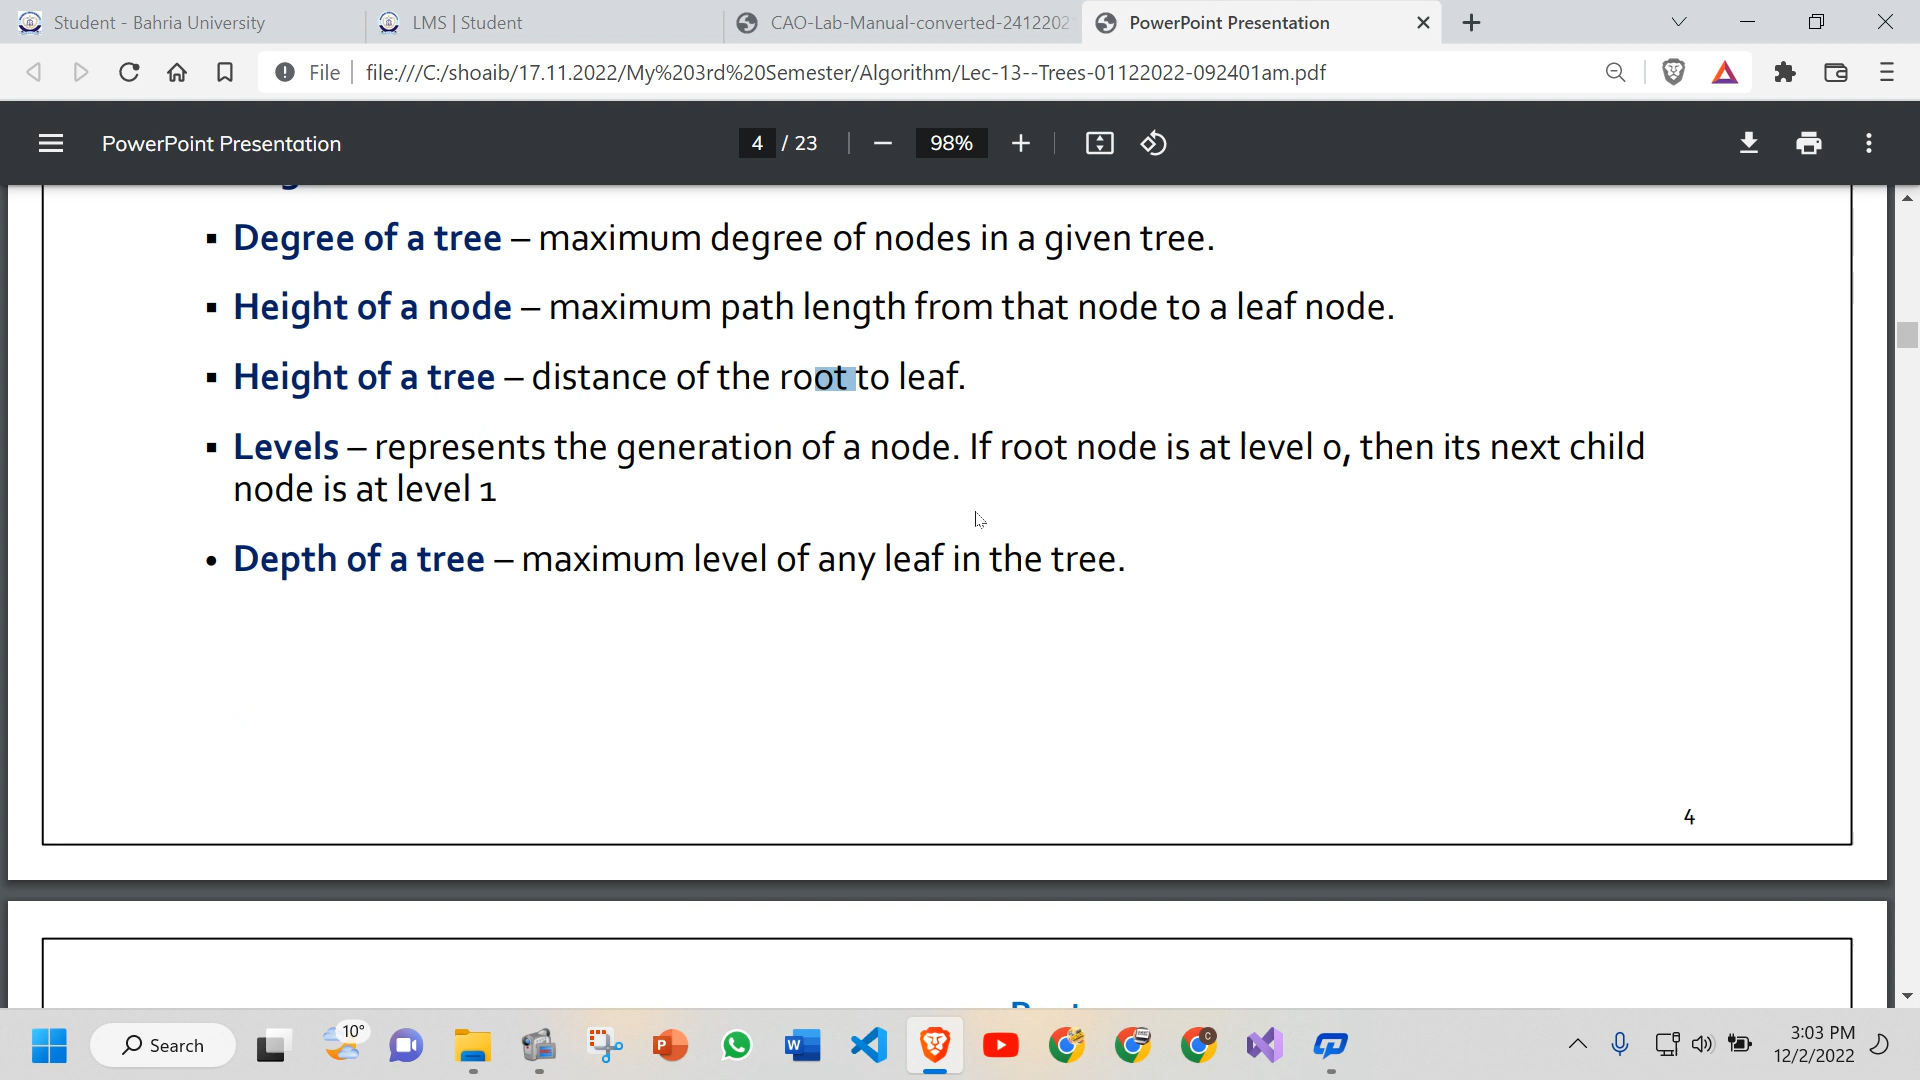 Student - Bahria University
LMS | Student
CAO-Lab-Manual-converted-2412202
PowerPoint Presentation
File
file:///C:/shoaib/17.11.2022/My%203rd%20Semester/Algorithm/Lec-13--Trees-01122022-092401am.pdf
PowerPoint Presentation
4 / 23
98%
▪ Degree of a tree – maximum degree of nodes in a given tree.
▪ Height of a node – maximum path length from that node to a leaf node.
▪ Height of a tree – distance of the root to leaf.
▪ Levels – represents the generation of a node. If root node is at level 0, then its next child
node is at level 1
• Depth of a tree – maximum level of any leaf in the tree.
4
Search
10°
3:03 PM
12/2/2022